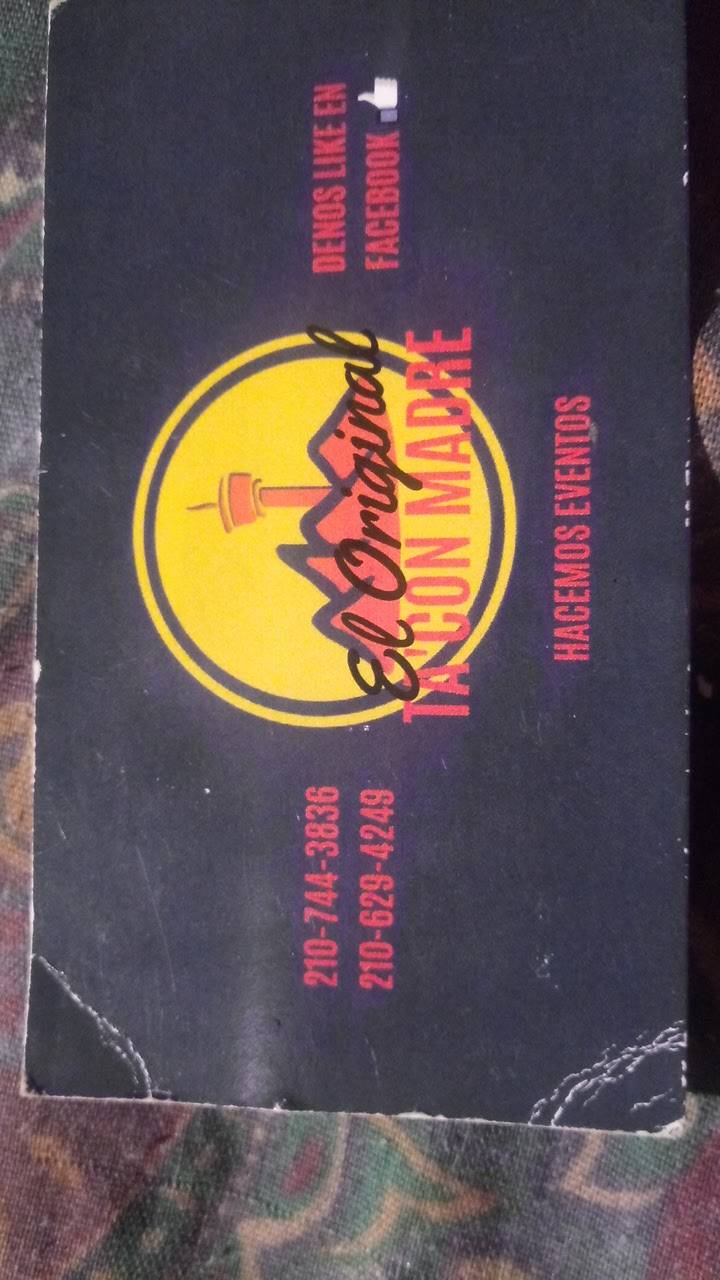 210-744-3836
210-629-4249
El Original
TA'CON MADRE
DENOS LIKE EN
FACEBOOK
HACEMOS EVENTOS